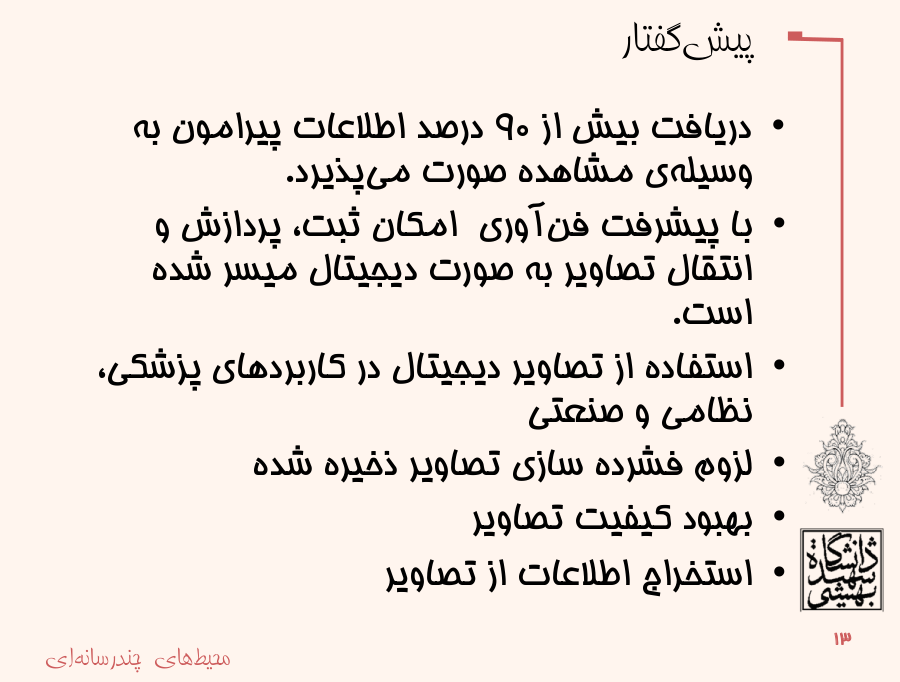 پیش‌گفتار
• دریافت بیش از ۹۰ درصد اطلاعات پیرامون به
وسیله‌ی مشاهده صورت می‌پذیرد.
• با پیشرفت فن‌آوری امکان ثبت، پردازش و
انتقال تصاویر به صورت دیجیتال میسر شده
است.
• استفاده از تصاویر دیجیتال در کاربردهای پزشکی،
نظامی و صنعتی
• لزوم فشرده سازی تصاویر ذخیره شده
• بهبود کیفیت تصاویر
• استخراج اطلاعات از تصاویر
دانشگاه
شهید
بهشتی
۱۳
محیط‌های چندرسانه‌ای